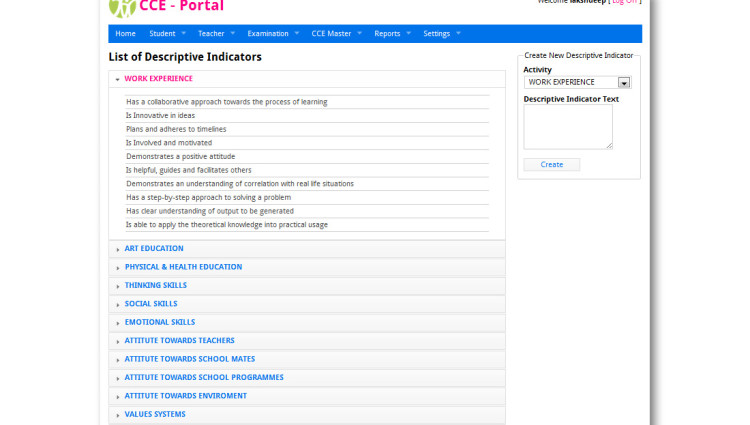 CCE - Portal
Welcome lakshdeep [ Log Off ]
Home Student Teacher Examination CCE Master Reports Settings
List of Descriptive Indicators
WORK EXPERIENCE
Has a collaborative approach towards the process of learning
Is Innovative in ideas
Plans and adheres to timelines
Is Involved and motivated
Demonstrates a positive attitude
Is helpful, guides and facilitates others
Demonstrates an understanding of correlation with real life situations
Has a step-by-step approach to solving a problem
Has clear understanding of output to be generated
Is able to apply the theoretical knowledge into practical usage
ART EDUCATION
PHYSICAL & HEALTH EDUCATION
THINKING SKILLS
SOCIAL SKILLS
EMOTIONAL SKILLS
ATTITUTE TOWARDS TEACHERS
ATTITUTE TOWARDS SCHOOL MATES
ATTITUTE TOWARDS SCHOOL PROGRAMMES
ATTITUTE TOWARDS ENVIROMENT
VALUES SYSTEMS
Create New Descriptive Indicator
Activity
WORK EXPERIENCE
Descriptive Indicator Text
Create